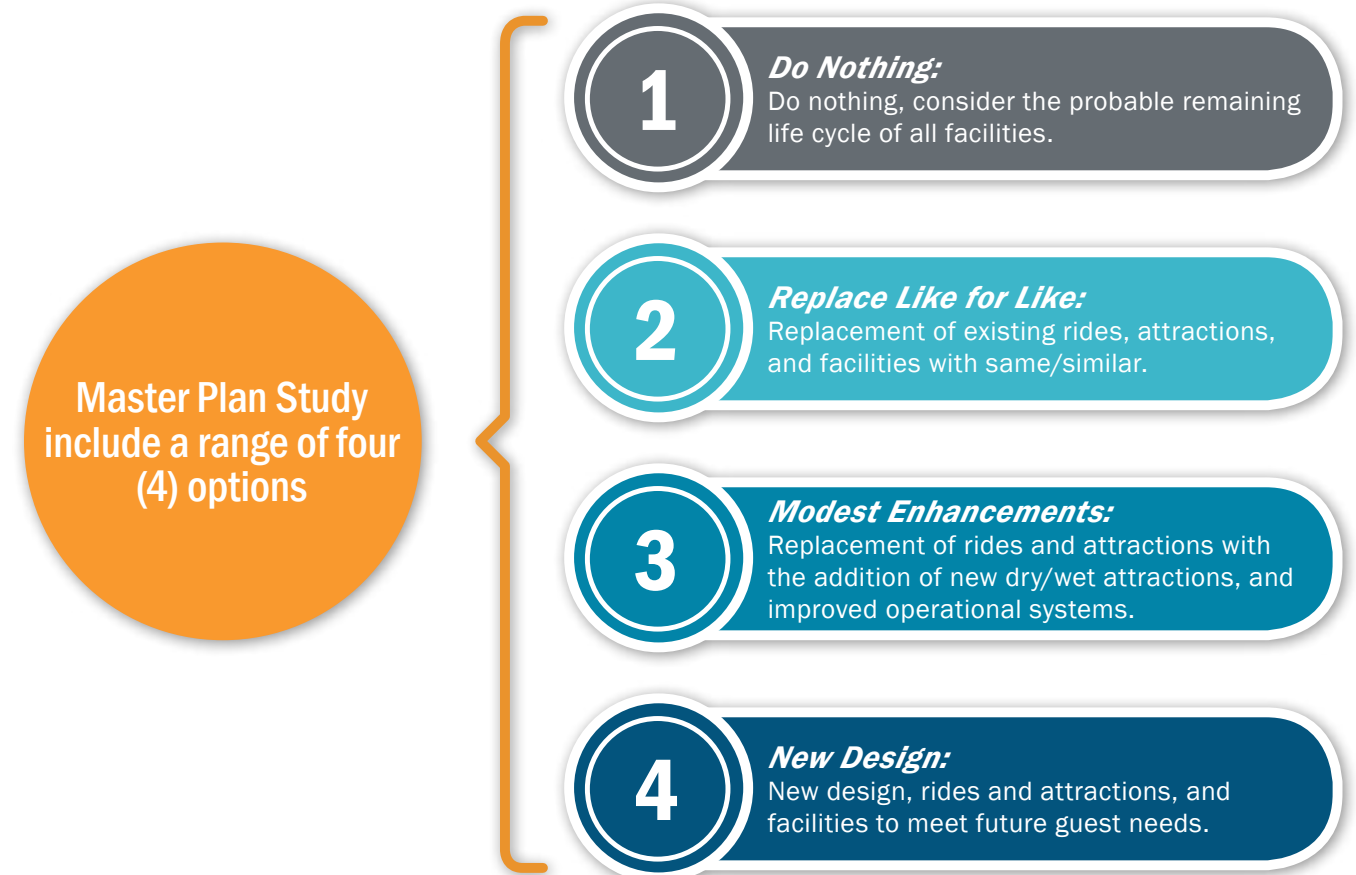 Master Plan Study
include a range of four
(4) options
1
Do Nothing:
Do nothing, consider the probable remaining
life cycle of all facilities.
2
Replace Like for Like:
Replacement of existing rides, attractions,
and facilities with same/similar.
3
Modest Enhancements:
Replacement of rides and attractions with
the addition of new dry/wet attractions, and
improved operational systems.
4
New Design:
New design, rides and attractions, and
facilities to meet future guest needs.